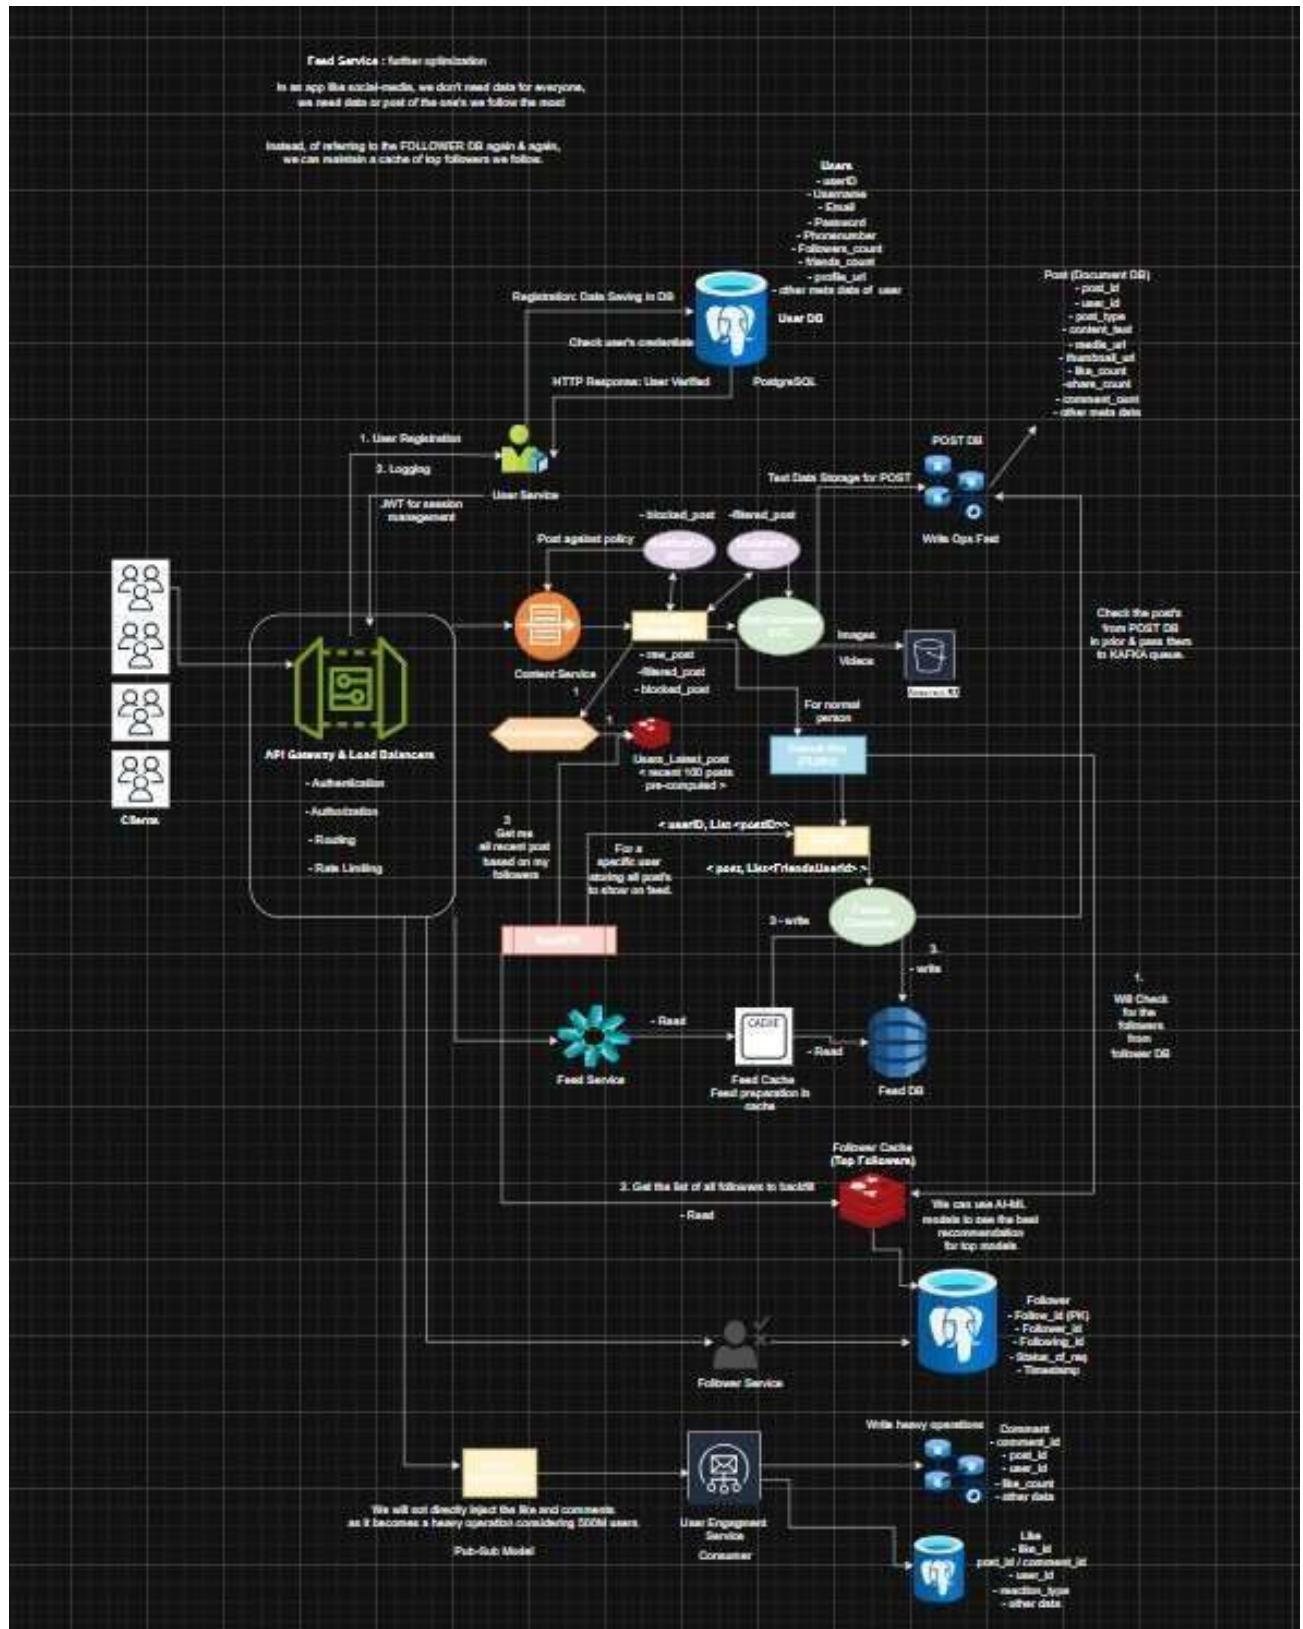 Feed Service : further optimization
In an app like social-media, we don't need data for everyone,
we need data or post of the one's we follow the most
Instead, of referring to the FOLLOWER DB again & again,
we can maintain a cache of top followers we follow.
Users
- userID
- Username
- Email
- Password
- Phonenumber
- Followers_count
- friends_count
- profile_url
- other meta data of user
User DB
PostgreSQL
Registration: Data Saving in DB
Check user's credentials
HTTP Response: User Verified
Post (Document DB)
- post_id
- user_id
- post_type
- content_text
- media_url
- thumbnail_url
- like_count
-share_count
- comment_count
- other meta data
1. User Registration
2. Logging
User Service
JWT for session
management
POST DB
Text Data Storage for POST
Write Ops Fast
- blocked_post
-filtered_post
Post against policy
Content Service
- raw_post
-filtered_post
- blocked_post
Images
Videos
Amazon S3
Check the post's
from POST DB
in prior & pass them
to KAFKA queue.
For normal
person
1
1
Users_Latest_post
< recent 100 posts
pre-computed >
API Gateway & Load Balancers
- Authentication
- Authorization
- Routing
- Rate Limiting
Clients
3
Get me
all recent post
based on my
followers
For a
specific user
storing all post's
to show on feed.
< userID, List <postID>>
< post, List<FriendsUserId> >
3 - write
3.
- write
1.
Will Check
for the
followers
from
follower DB
- Read
CACHE
- Read
Feed Service
Feed Cache
Feed preparation in
cache
Feed DB
Follower Cache
(Top Followers)
2. Get the list of all followers to backfill
- Read
We can use AI-ML
models to see the best
recommendation
for top models
Follower
- Follow_id (PK)
- Follower_id
- Following_id
- Status_of_req
- Timestamp
Follower Service
Write heavy operations
Comment
- comment_id
- post_id
- user_id
- like_count
- other data
We will not directly inject the like and comments
as it becomes a heavy operation considering 500M users.
Pub-Sub Model
User Engagment
Service
Consumer
Like
- like_id
post_id / comment_id
- user_id
- reaction_type
- other data